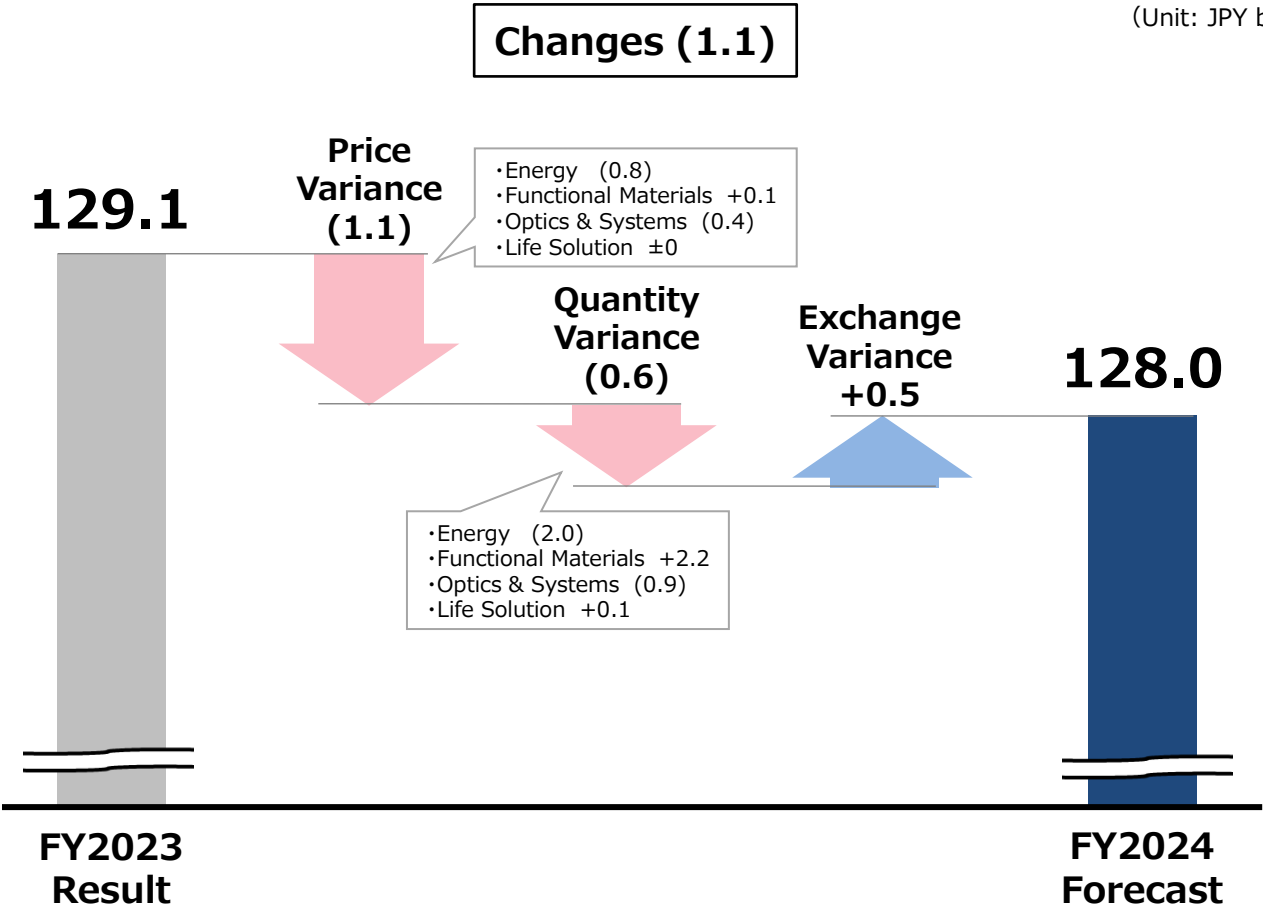 Changes (1.1)
(Unit: JPY b
129.1
Price
Variance
(1.1)
・Energy (0.8)
・Functional Materials +0.1
・Optics & Systems (0.4)
・Life Solution ±0
Quantity
Variance
(0.6)
・Energy (2.0)
・Functional Materials +2.2
・Optics & Systems (0.9)
・Life Solution +0.1
Exchange
Variance
+0.5
128.0
FY2023
Result
FY2024
Forecast